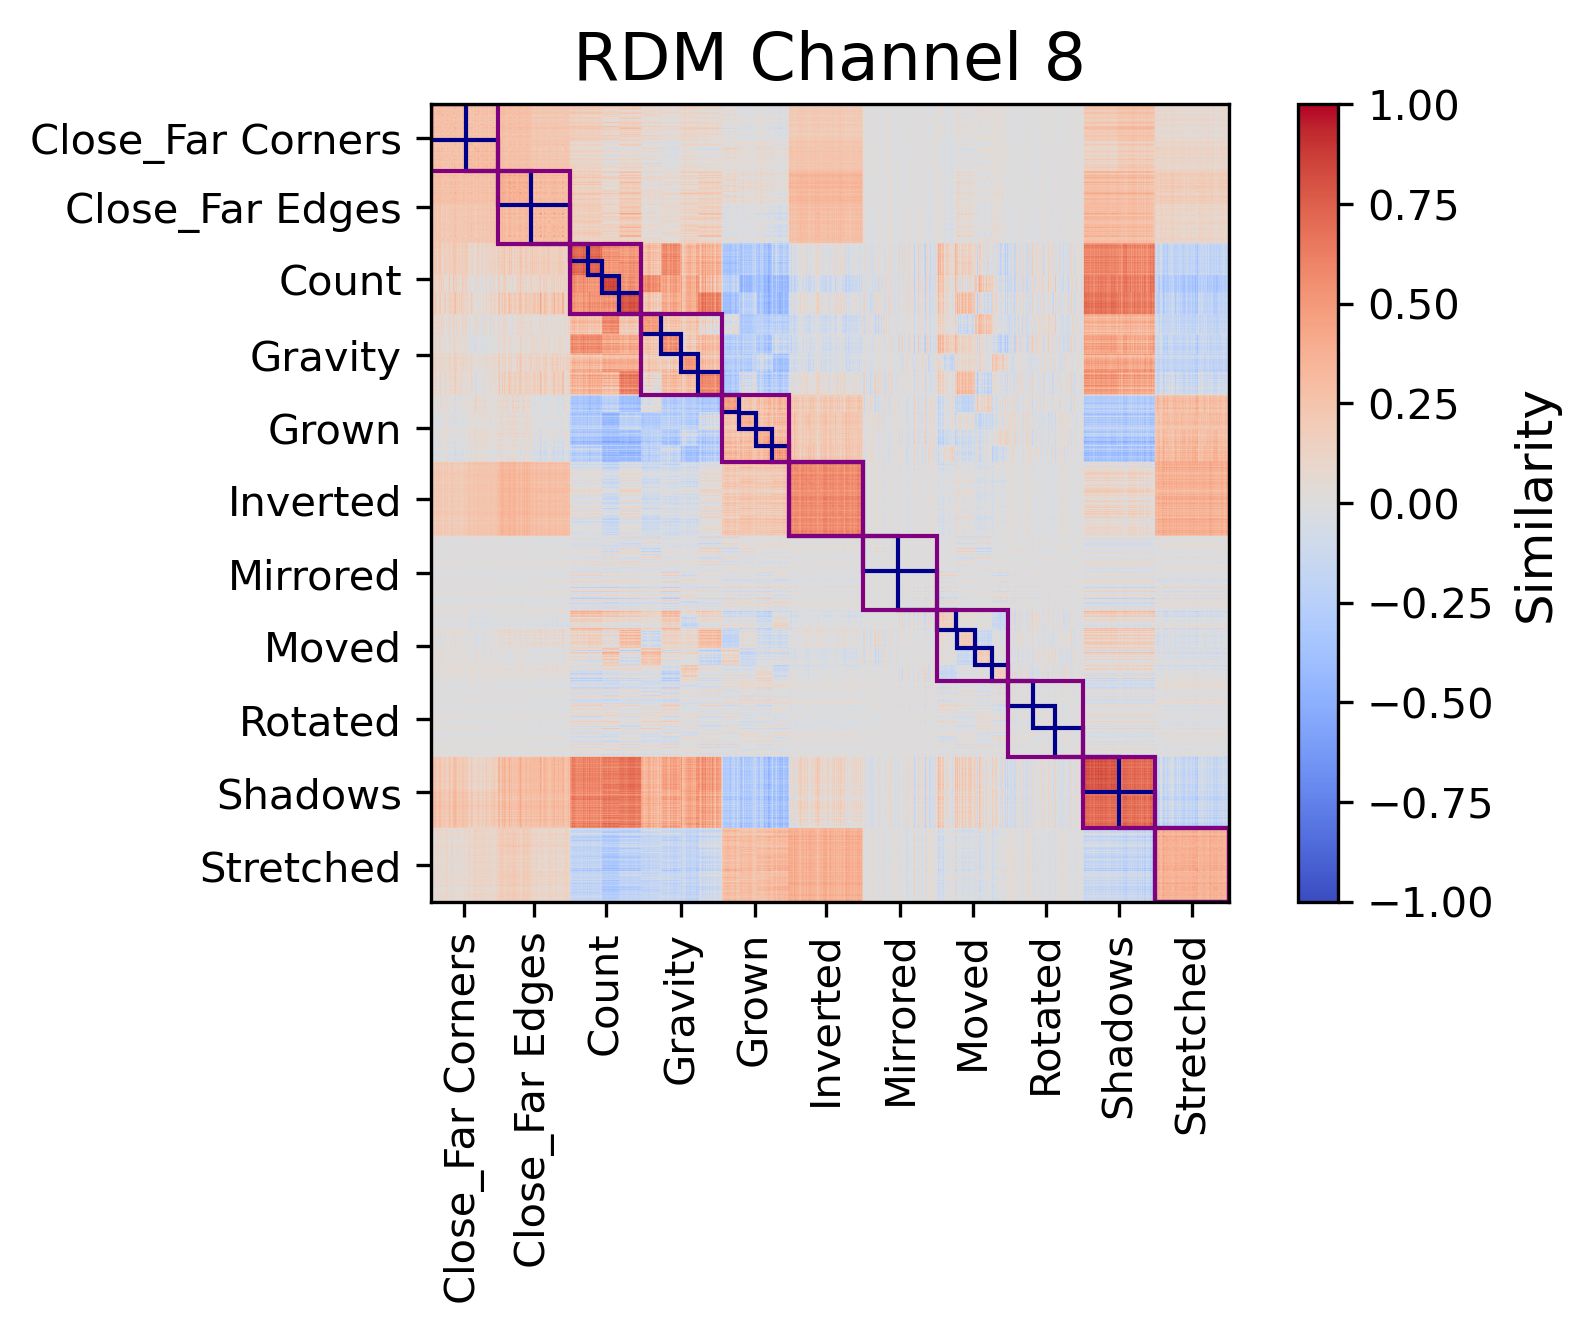 RDM Channel 8
Close_Far Corners
Close_Far Edges
Count
Gravity
Grown
Inverted
Mirrored
Moved
Rotated
Shadows
Stretched
Close_Far Corners
Close_Far Edges
Count
Gravity
Grown
Inverted
Mirrored
Moved
Rotated
Shadows
Stretched
1.00
0.75
0.50
0.25
0.00
−0.25
−0.50
−0.75
−1.00
Similarity